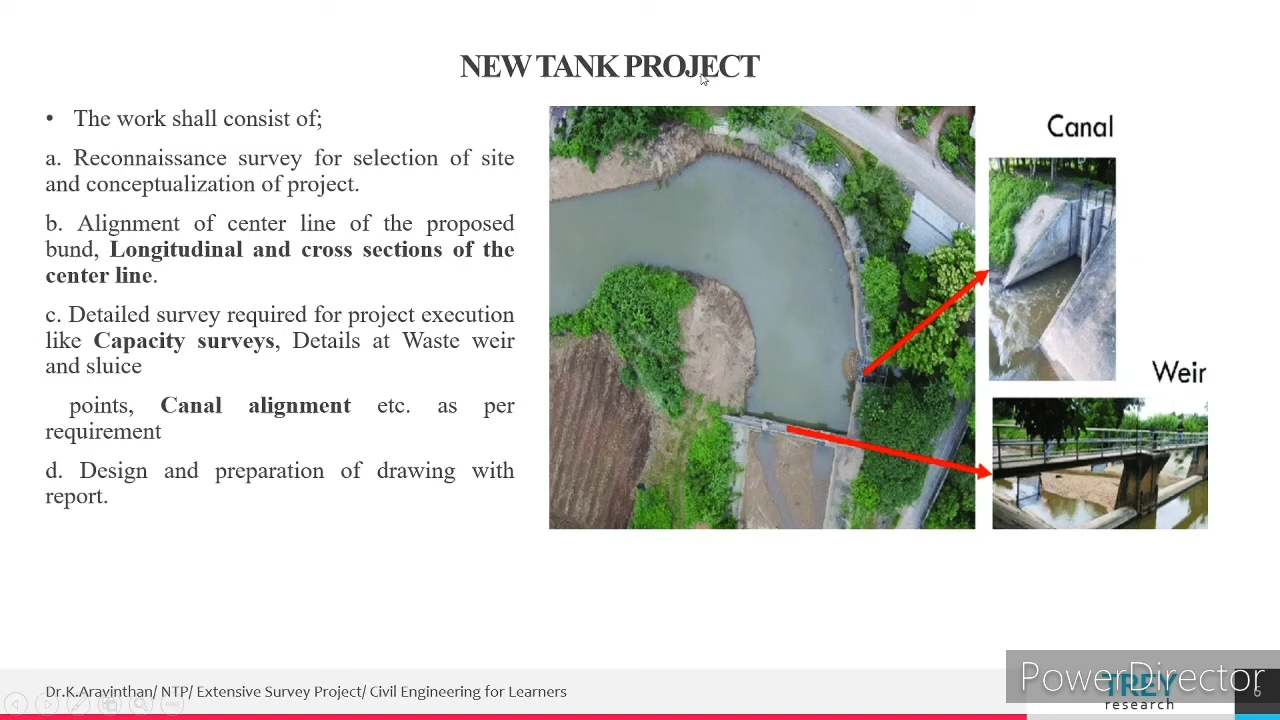 NEW TANK PROJECT
• The work shall consist of;
a. Reconnaissance survey for selection of site
and conceptualization of project.
b. Alignment of center line of the proposed
bund, Longitudinal and cross sections of the
center line.
c. Detailed survey required for project execution
like Capacity surveys, Details at Waste weir
and sluice
points, Canal alignment etc. as per
requirement
d. Design and preparation of drawing with
report.
Canal
Weir
Dr.K.Aravinthan/ NTP/ Extensive Survey Project/ Civil Engineering for Learners
PowerDirector
TREY
research
6